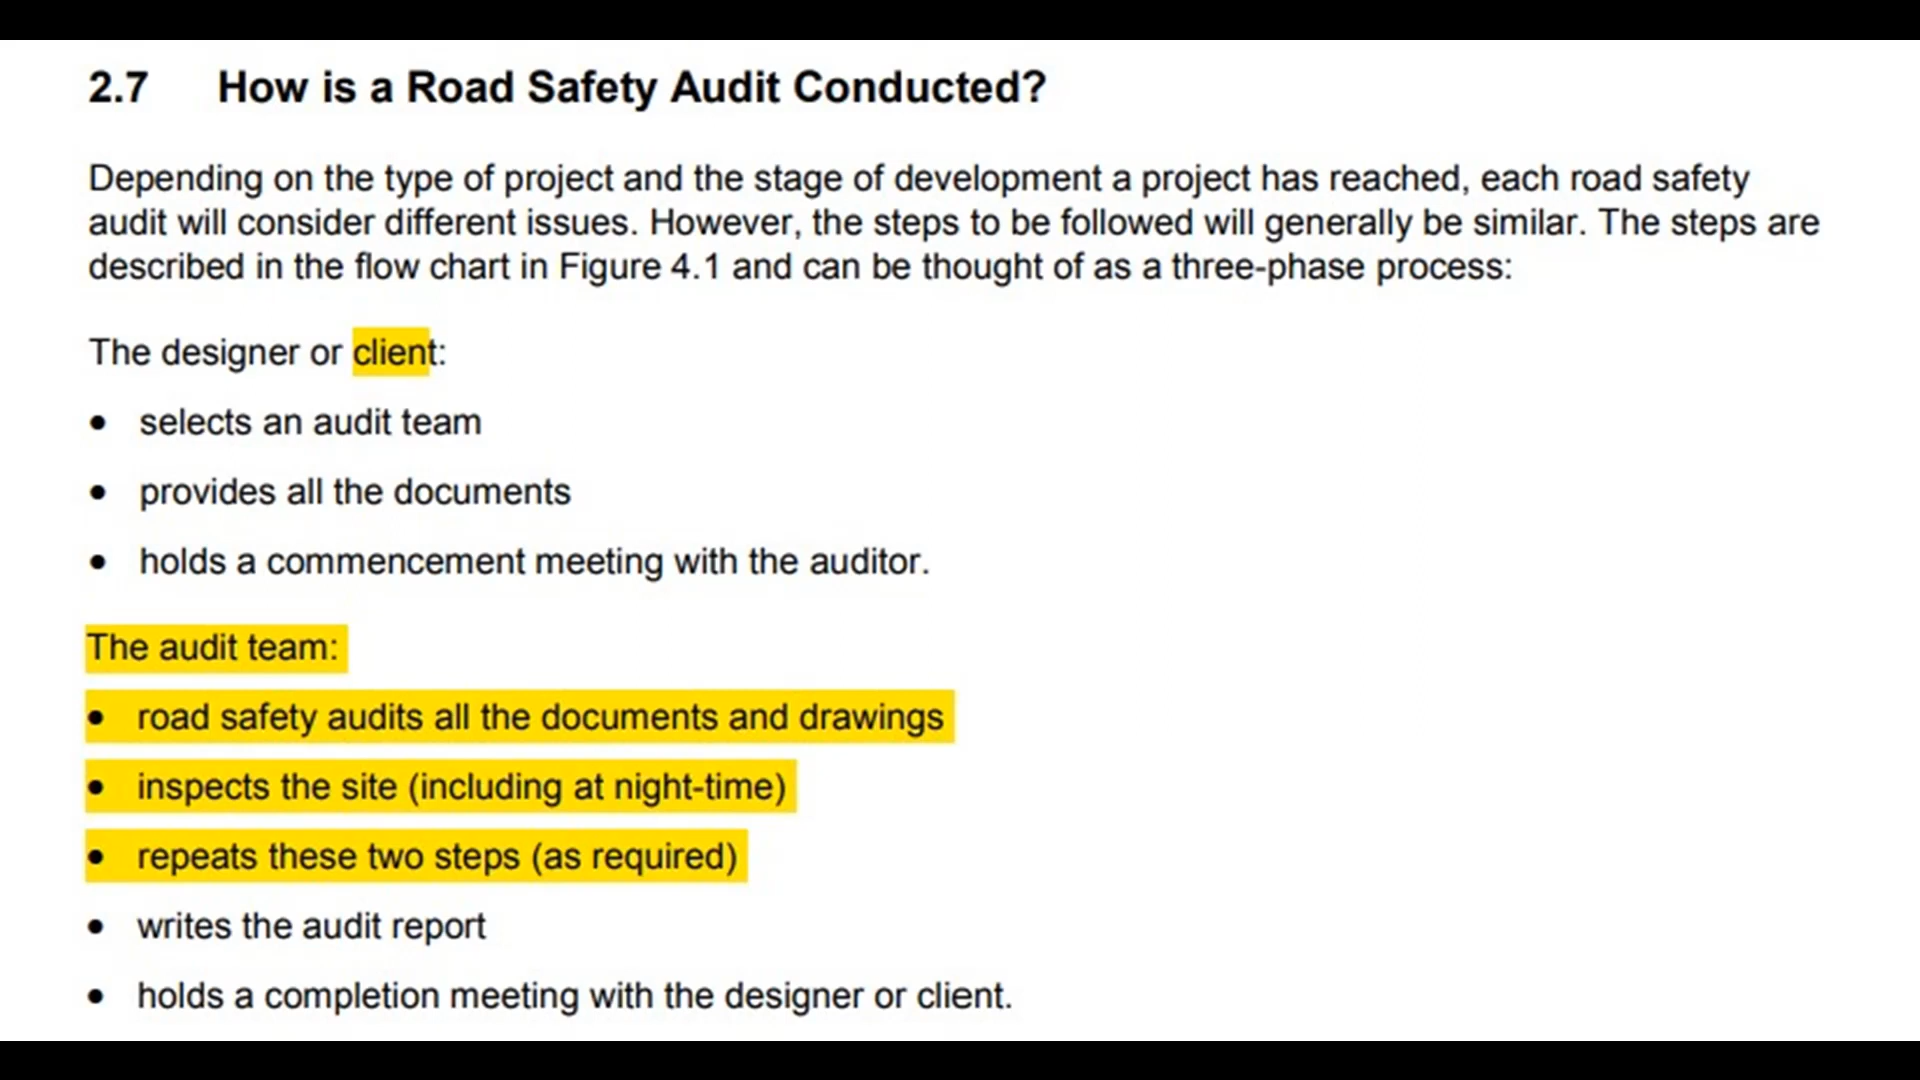 2.7 How is a Road Safety Audit Conducted?
Depending on the type of project and the stage of development a project has reached, each road safety
audit will consider different issues. However, the steps to be followed will generally be similar. The steps are
described in the flow chart in Figure 4.1 and can be thought of as a three-phase process:
The designer or client:
• selects an audit team
• provides all the documents
• holds a commencement meeting with the auditor.
The audit team:
• road safety audits all the documents and drawings
• inspects the site (including at night-time)
• repeats these two steps (as required)
• writes the audit report
• holds a completion meeting with the designer or client.